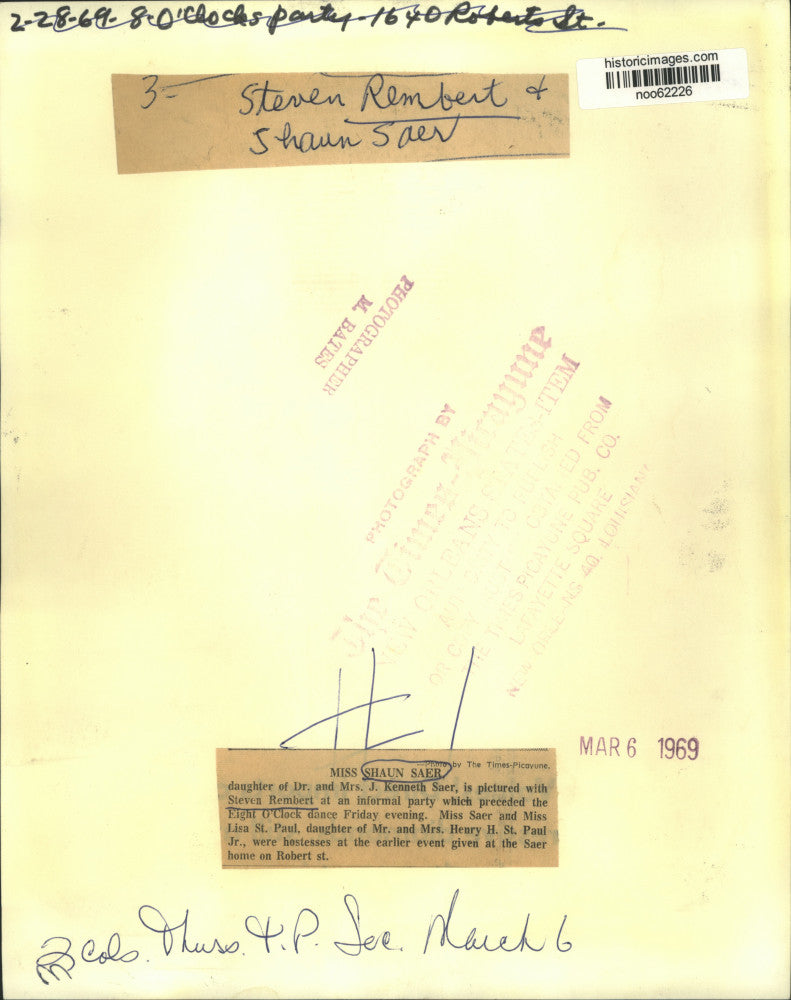 2-28-69- 8-O'Clocks party-1640 Roberts St.
historicimages.com
noo62226
3- Steven Rembert &
Shaun Saer
PHOTOGRAPHER
M. BATES
PHOTOGRAPH BY
The Times-Picayune
NEW ORLEANS STATES-ITEM
TO PUBLISH
OR COPY MUST OBTAINED FROM
THE TIMES-PICAYUNE PUB. CO.
LAFAYETTE SQUARE
NEW ORLEANS 40, LOUISIANA
MAR 6 1969
—Photo by The Times-Picayune.
MISS SHAUN SAER,
daughter of Dr. and Mrs. J. Kenneth Saer, is pictured with
Steven Rembert at an informal party which preceded the
Eight O'Clock dance Friday evening. Miss Saer and Miss
Lisa St. Paul, daughter of Mr. and Mrs. Henry H. St. Paul
Jr., were hostesses at the earlier event given at the Saer
home on Robert st.
cols. Thurs. T.P. Soc. March 6